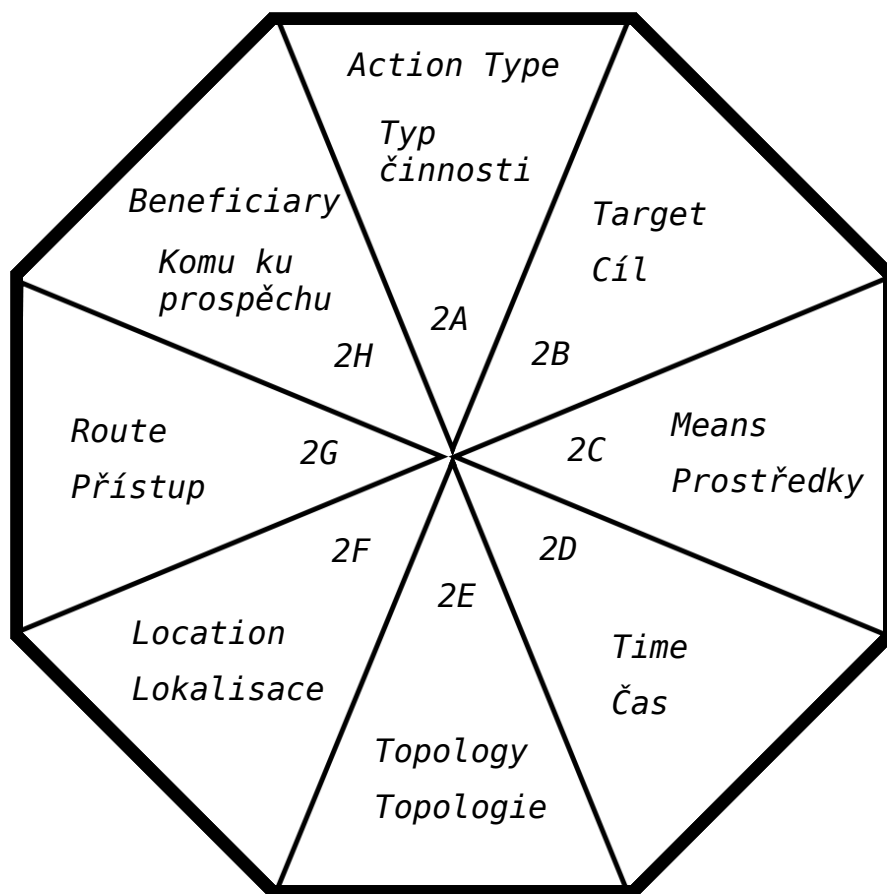 Action Type
Typ
činnosti
2A
Target
Cíl
2B
Means
Prostředky
2C
Time
Čas
2D
Topology
Topologie
2E
Location
Lokalisace
2F
Route
Přístup
2G
Beneficiary
Komu ku
prospěchu
2H